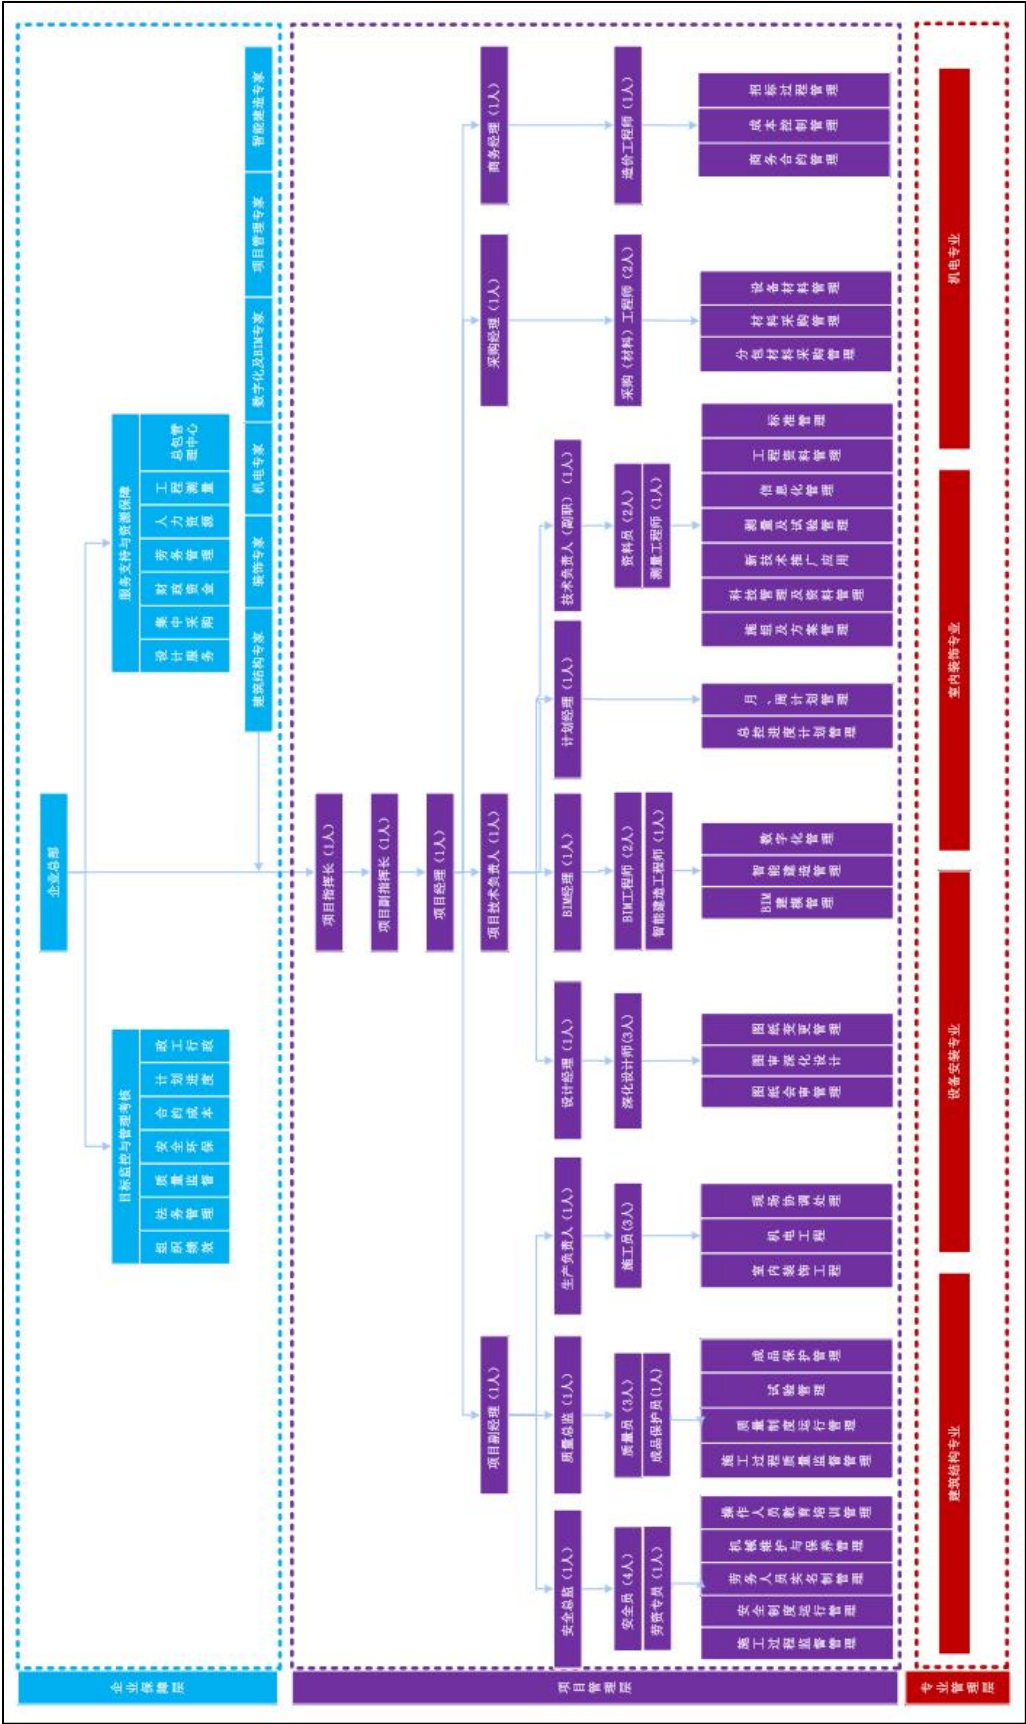 企业保障层
企业总部
目标监控与管理考核
组织绩效
法务管理
质量监督
安全环保
合约成本
计划进度
政工行政
服务支持与资源保障
设计服务
集中采购
财政资金
劳务管理
人力资源
工程测量
总包管理中心
建筑结构专家
装饰专家
机电专家
数字化及BIM专家
项目管理专家
智能建造专家
项目管理层
项目指挥长（1人）
项目副指挥长（1人）
项目经理（1人）
项目副经理（1人）
项目技术负责人（1人）
采购经理（1人）
商务经理（1人）
安全总监（1人）
质量总监（1人）
生产负责人（1人）
设计经理（1人）
BIM经理（1人）
计划经理（1人）
技术负责人（副职）（1人）
安全员（4人）
劳资专员（1人）
质量员（3人）
成品保护员(1人）
施工员(3人）
深化设计师(3人）
BIM工程师（2人）
智能建造工程师（1人）
资料员（2人）
测量工程师（1人）
采购（材料）工程师（2人）
造价工程师（1人）
施工过程监督管理
安全制度运行管理
劳务人员实名制管理
机械维护与保养管理
操作人员教育培训管理
施工过程质量监督管理
质量制度运行管理
试验管理
成品保护管理
室内装饰工程
机电工程
现场协调处理
图纸会审管理
图审深化设计
图纸变更管理
BIM建模管理
智能建造管理
数字化管理
总控进度计划管理
月、周计划管理
施组及方案管理
科技管理及资料管理
新技术推广应用
测量及试验管理
信息化管理
工程资料管理
标准管理
分包材料采购管理
材料采购管理
设备材料管理
商务合约管理
成本控制管理
招标过程管理
专业管理层
建筑结构专业
设备安装专业
室内装饰专业
机电专业